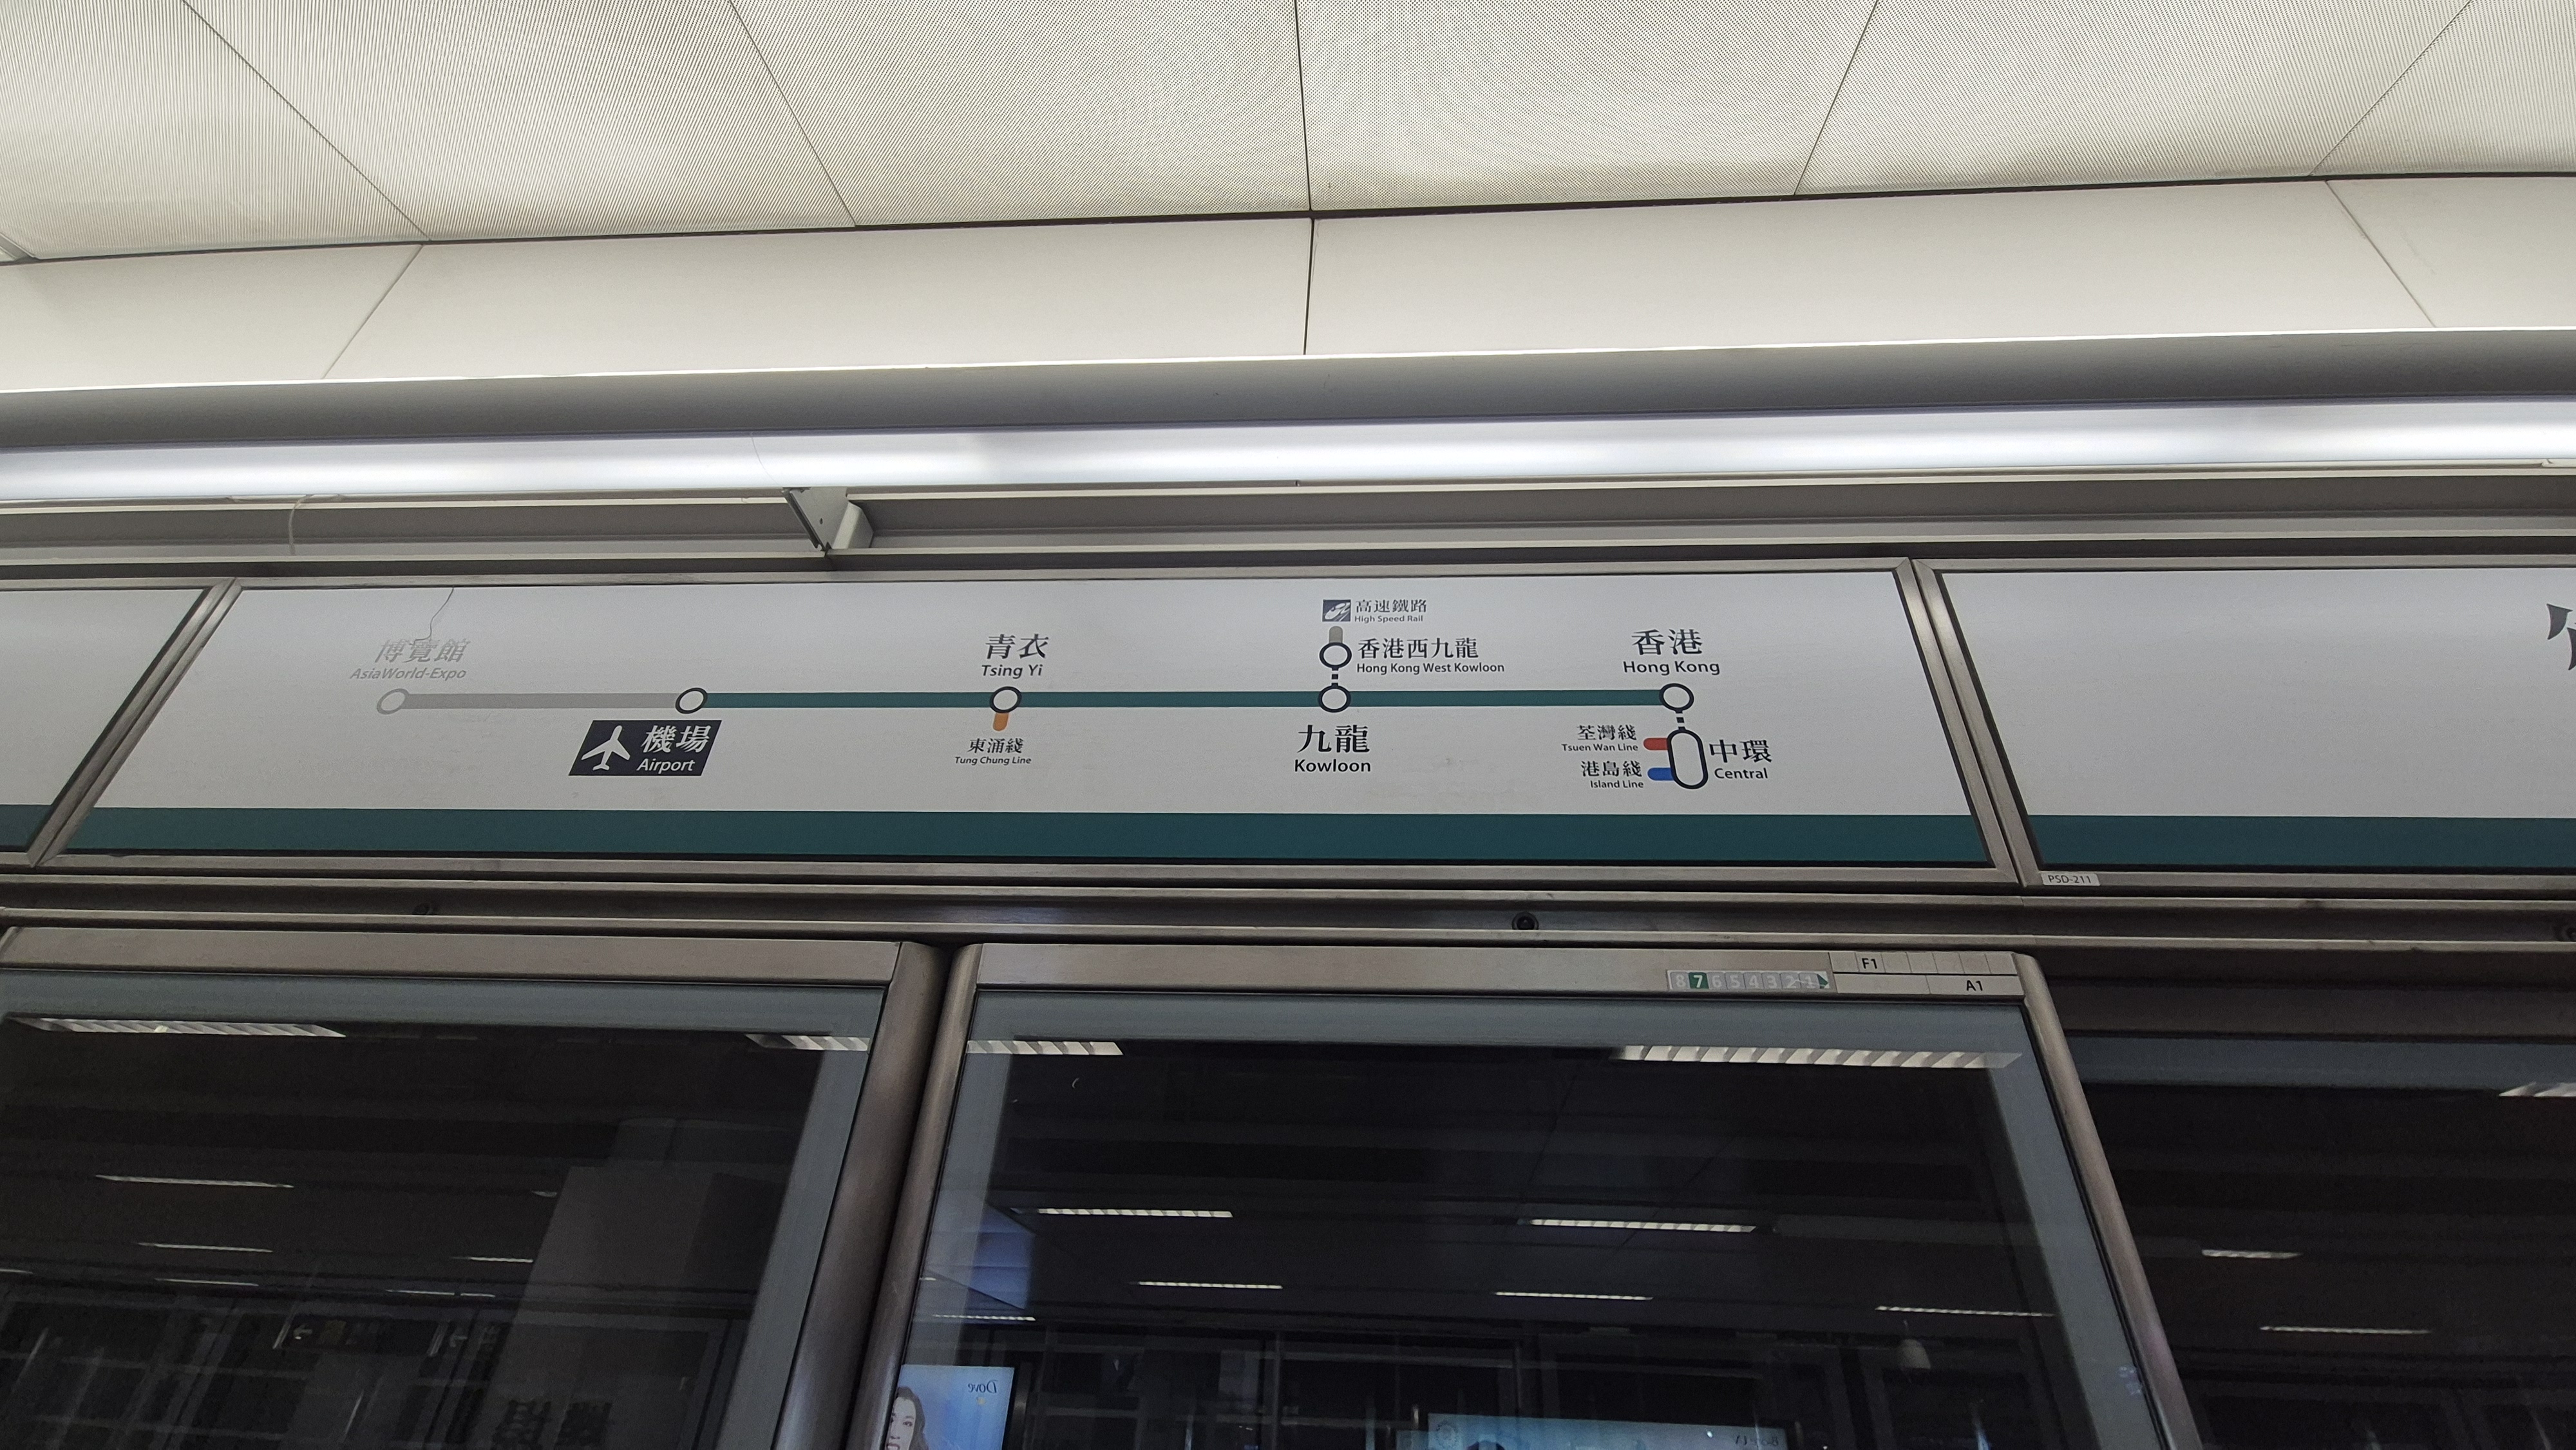 高速鐵路
High Speed Rail
博覽館
AsiaWorld-Expo
青衣
Tsing Yi
香港西九龍
Hong Kong West Kowloon
香港
Hong Kong
機場
Airport
東涌綫
Tung Chung Line
九龍
Kowloon
荃灣綫
Tsuen Wan Line
港島綫
Island Line
中環
Central
PSD-211
8 7 6 5 4 3 2 1
F1
A1
Dove